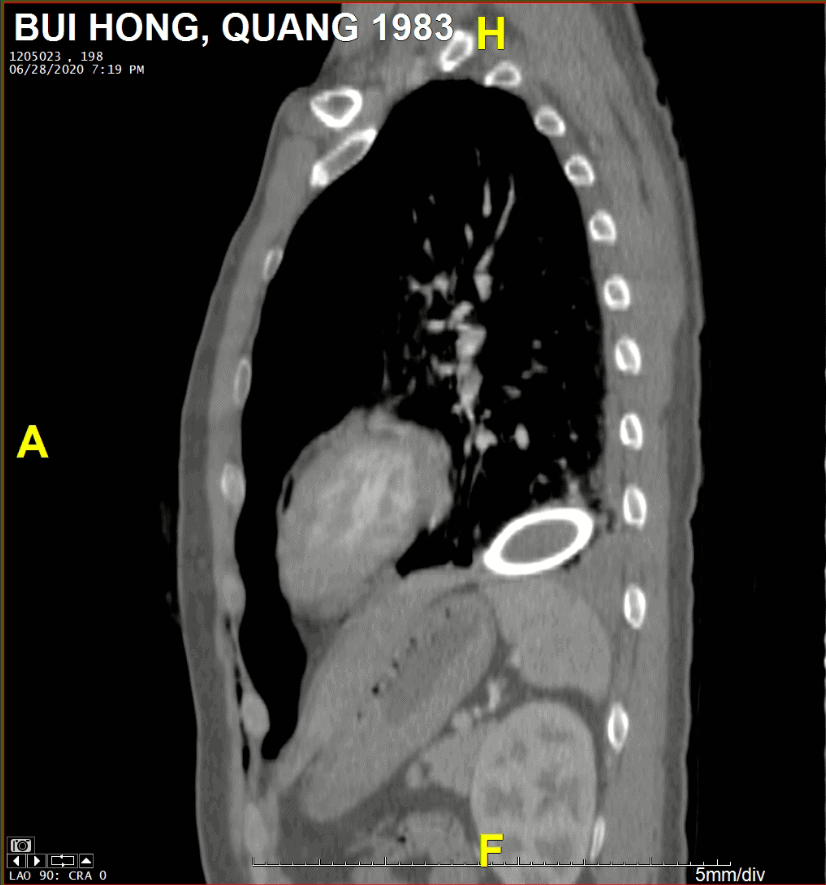 BUI HONG, QUANG 1983
H
1205023 , 198
06/28/2020 7:19 PM
A
F
LAO 90: CRA 0
5mm/div